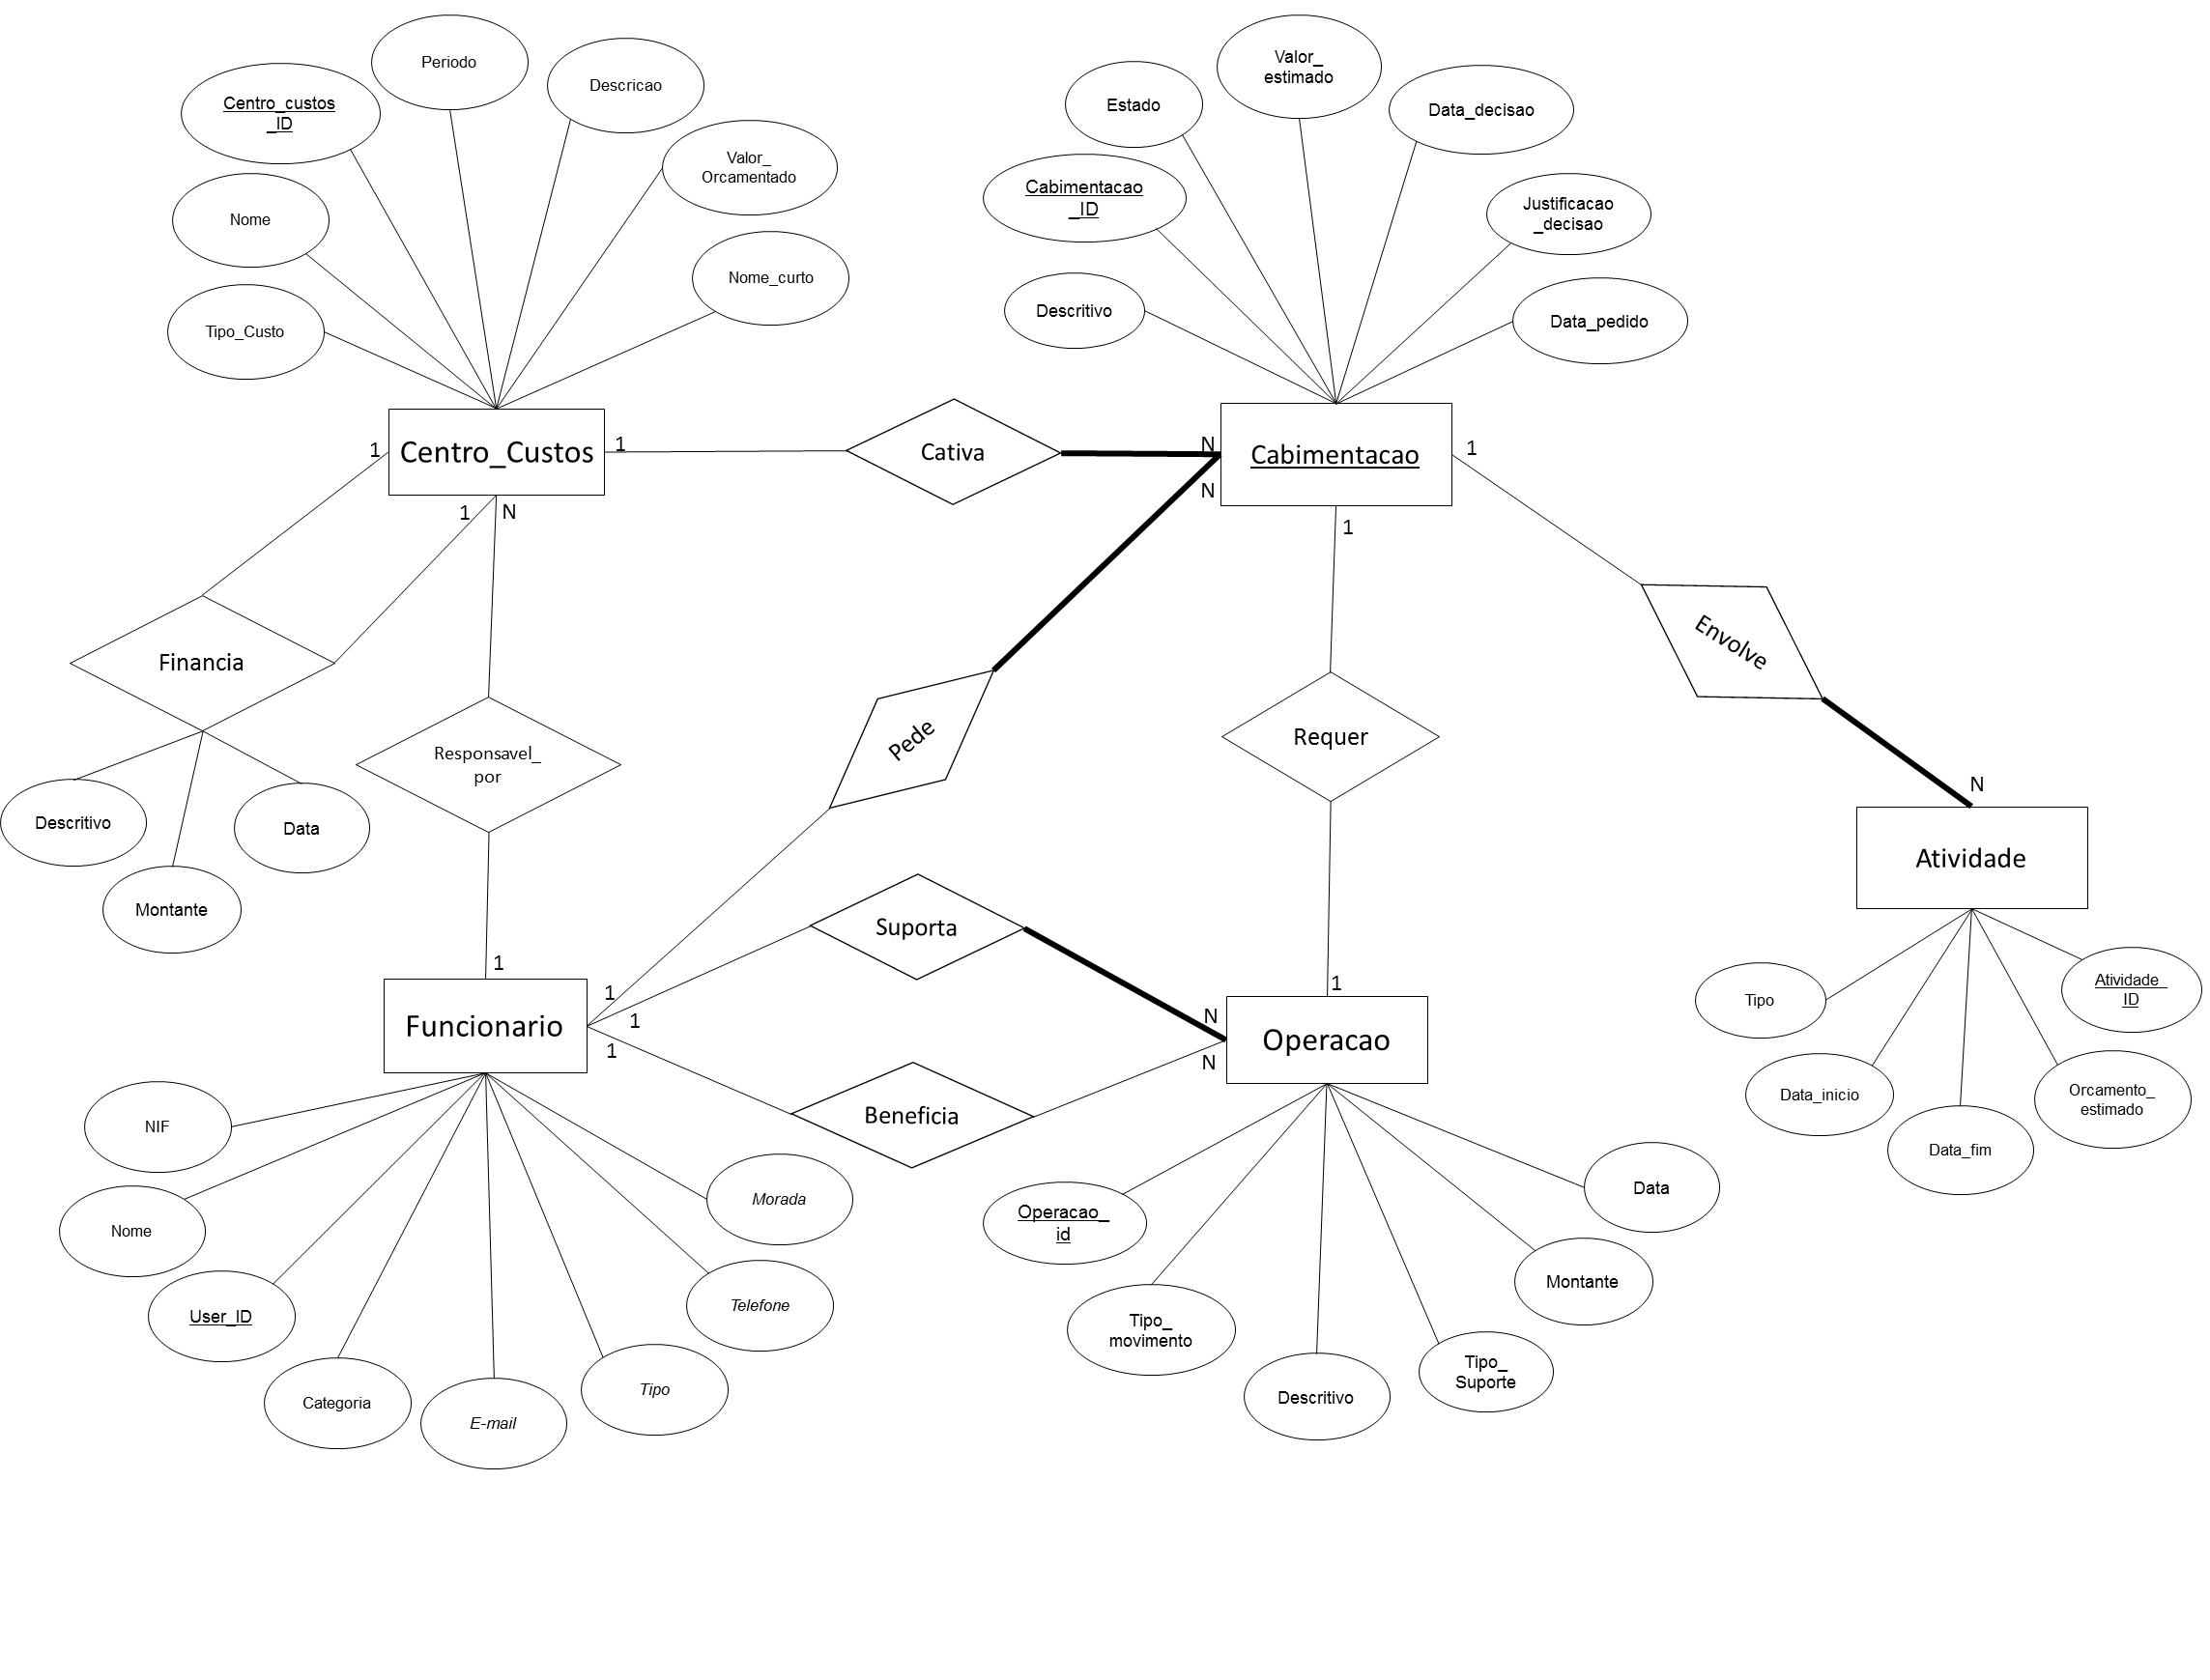 Periodo
Descricao
Centro_custos
_ID
Valor_
Orcamentado
Nome
Nome_curto
Tipo_Custo
Valor_
estimado
Estado
Data_decisao
Cabimentacao
_ID
Justificacao
_decisao
Descritivo
Data_pedido
1
Centro_Custos
1
Cativa
N
Cabimentacao
1
N
1
N
1
Financia
Responsavel_
por
Pede
Requer
Envolve
N
Descritivo
Data
Montante
Atividade
Suporta
1
Funcionario
1
1
1
N
1
N
Operacao
Beneficia
Tipo
Atividade_
ID
Data_inicio
Orcamento_
estimado
Data_fim
NIF
Nome
User_ID
Categoria
E-mail
Tipo
Telefone
Morada
Operacao_
id
Tipo_
movimento
Descritivo
Tipo_
Suporte
Montante
Data